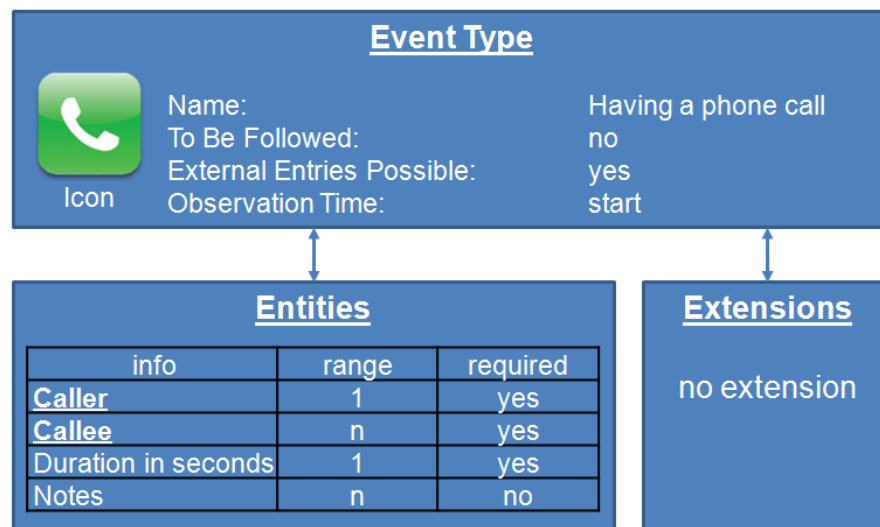 Event Type
Name: Having a phone call
To Be Followed: no
External Entries Possible: yes
Observation Time: start
Icon
Entities
info range required
Caller 1 yes
Callee n yes
Duration in seconds 1 yes
Notes n no
Extensions
no extension